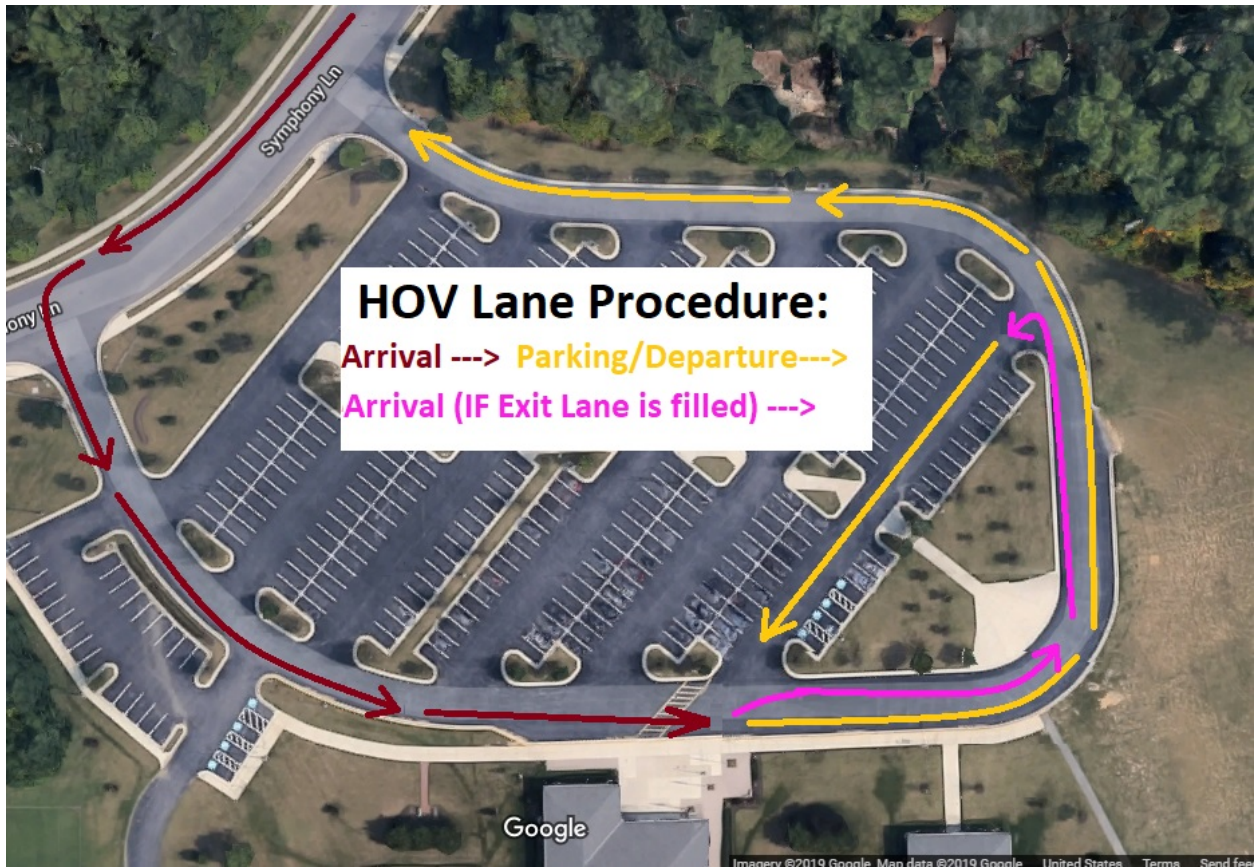 Symphony Ln
ony Ln
HOV Lane Procedure:
Arrival ---> Parking/Departure--->
Arrival (IF Exit Lane is filled) --->
Google
Imagery ©2019 Google, Map data ©2019 Google United States Terms Send fee